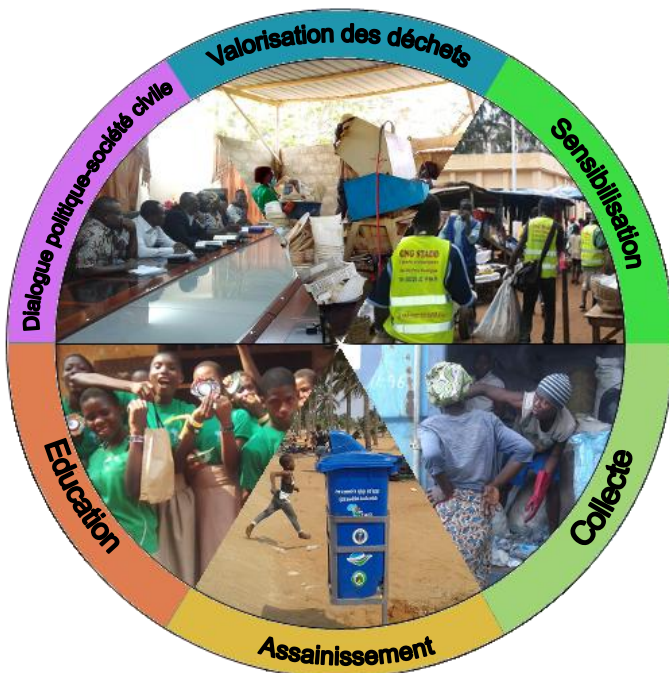 Valorisation des déchets
Sensibilisation
Collecte
Assainissement
Education
Dialogue politique-société civile
ONG STADD